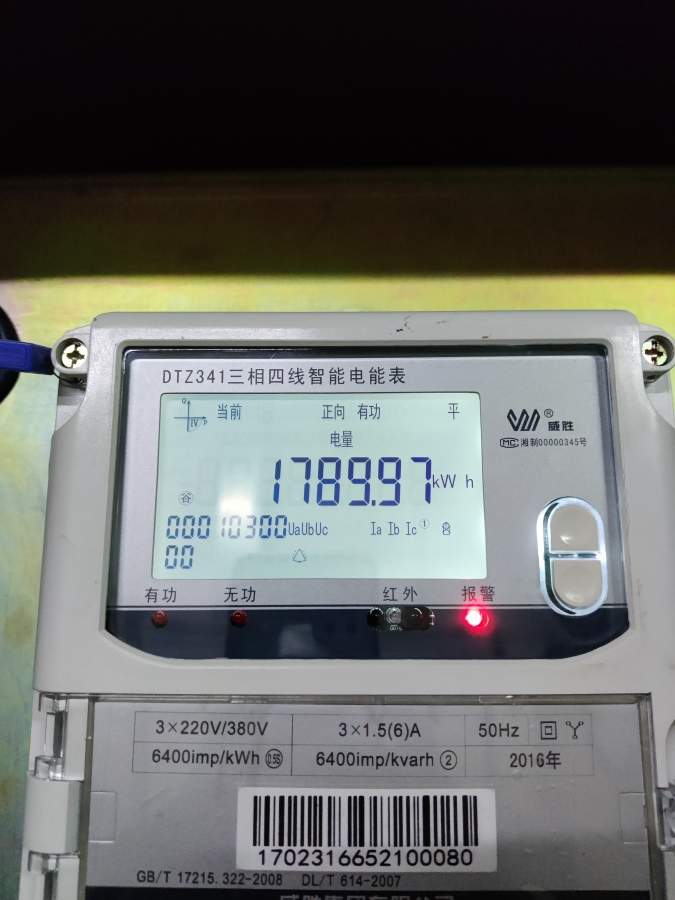 DTZ341三相四线智能电能表
当前 正向 有功 平
电量
1789.97 kWh
谷
00010300 UaUbUc Ia Ib Ic ①
00
威胜®
MC 湘制00000345号
有功 无功 红外 报警
3×220V/380V 3×1.5(6)A 50Hz
6400imp/kWh 0.5S 6400imp/kvarh ② 2016年
1702316652100080
GB/T 17215.322-2008 DL/T 614-2007